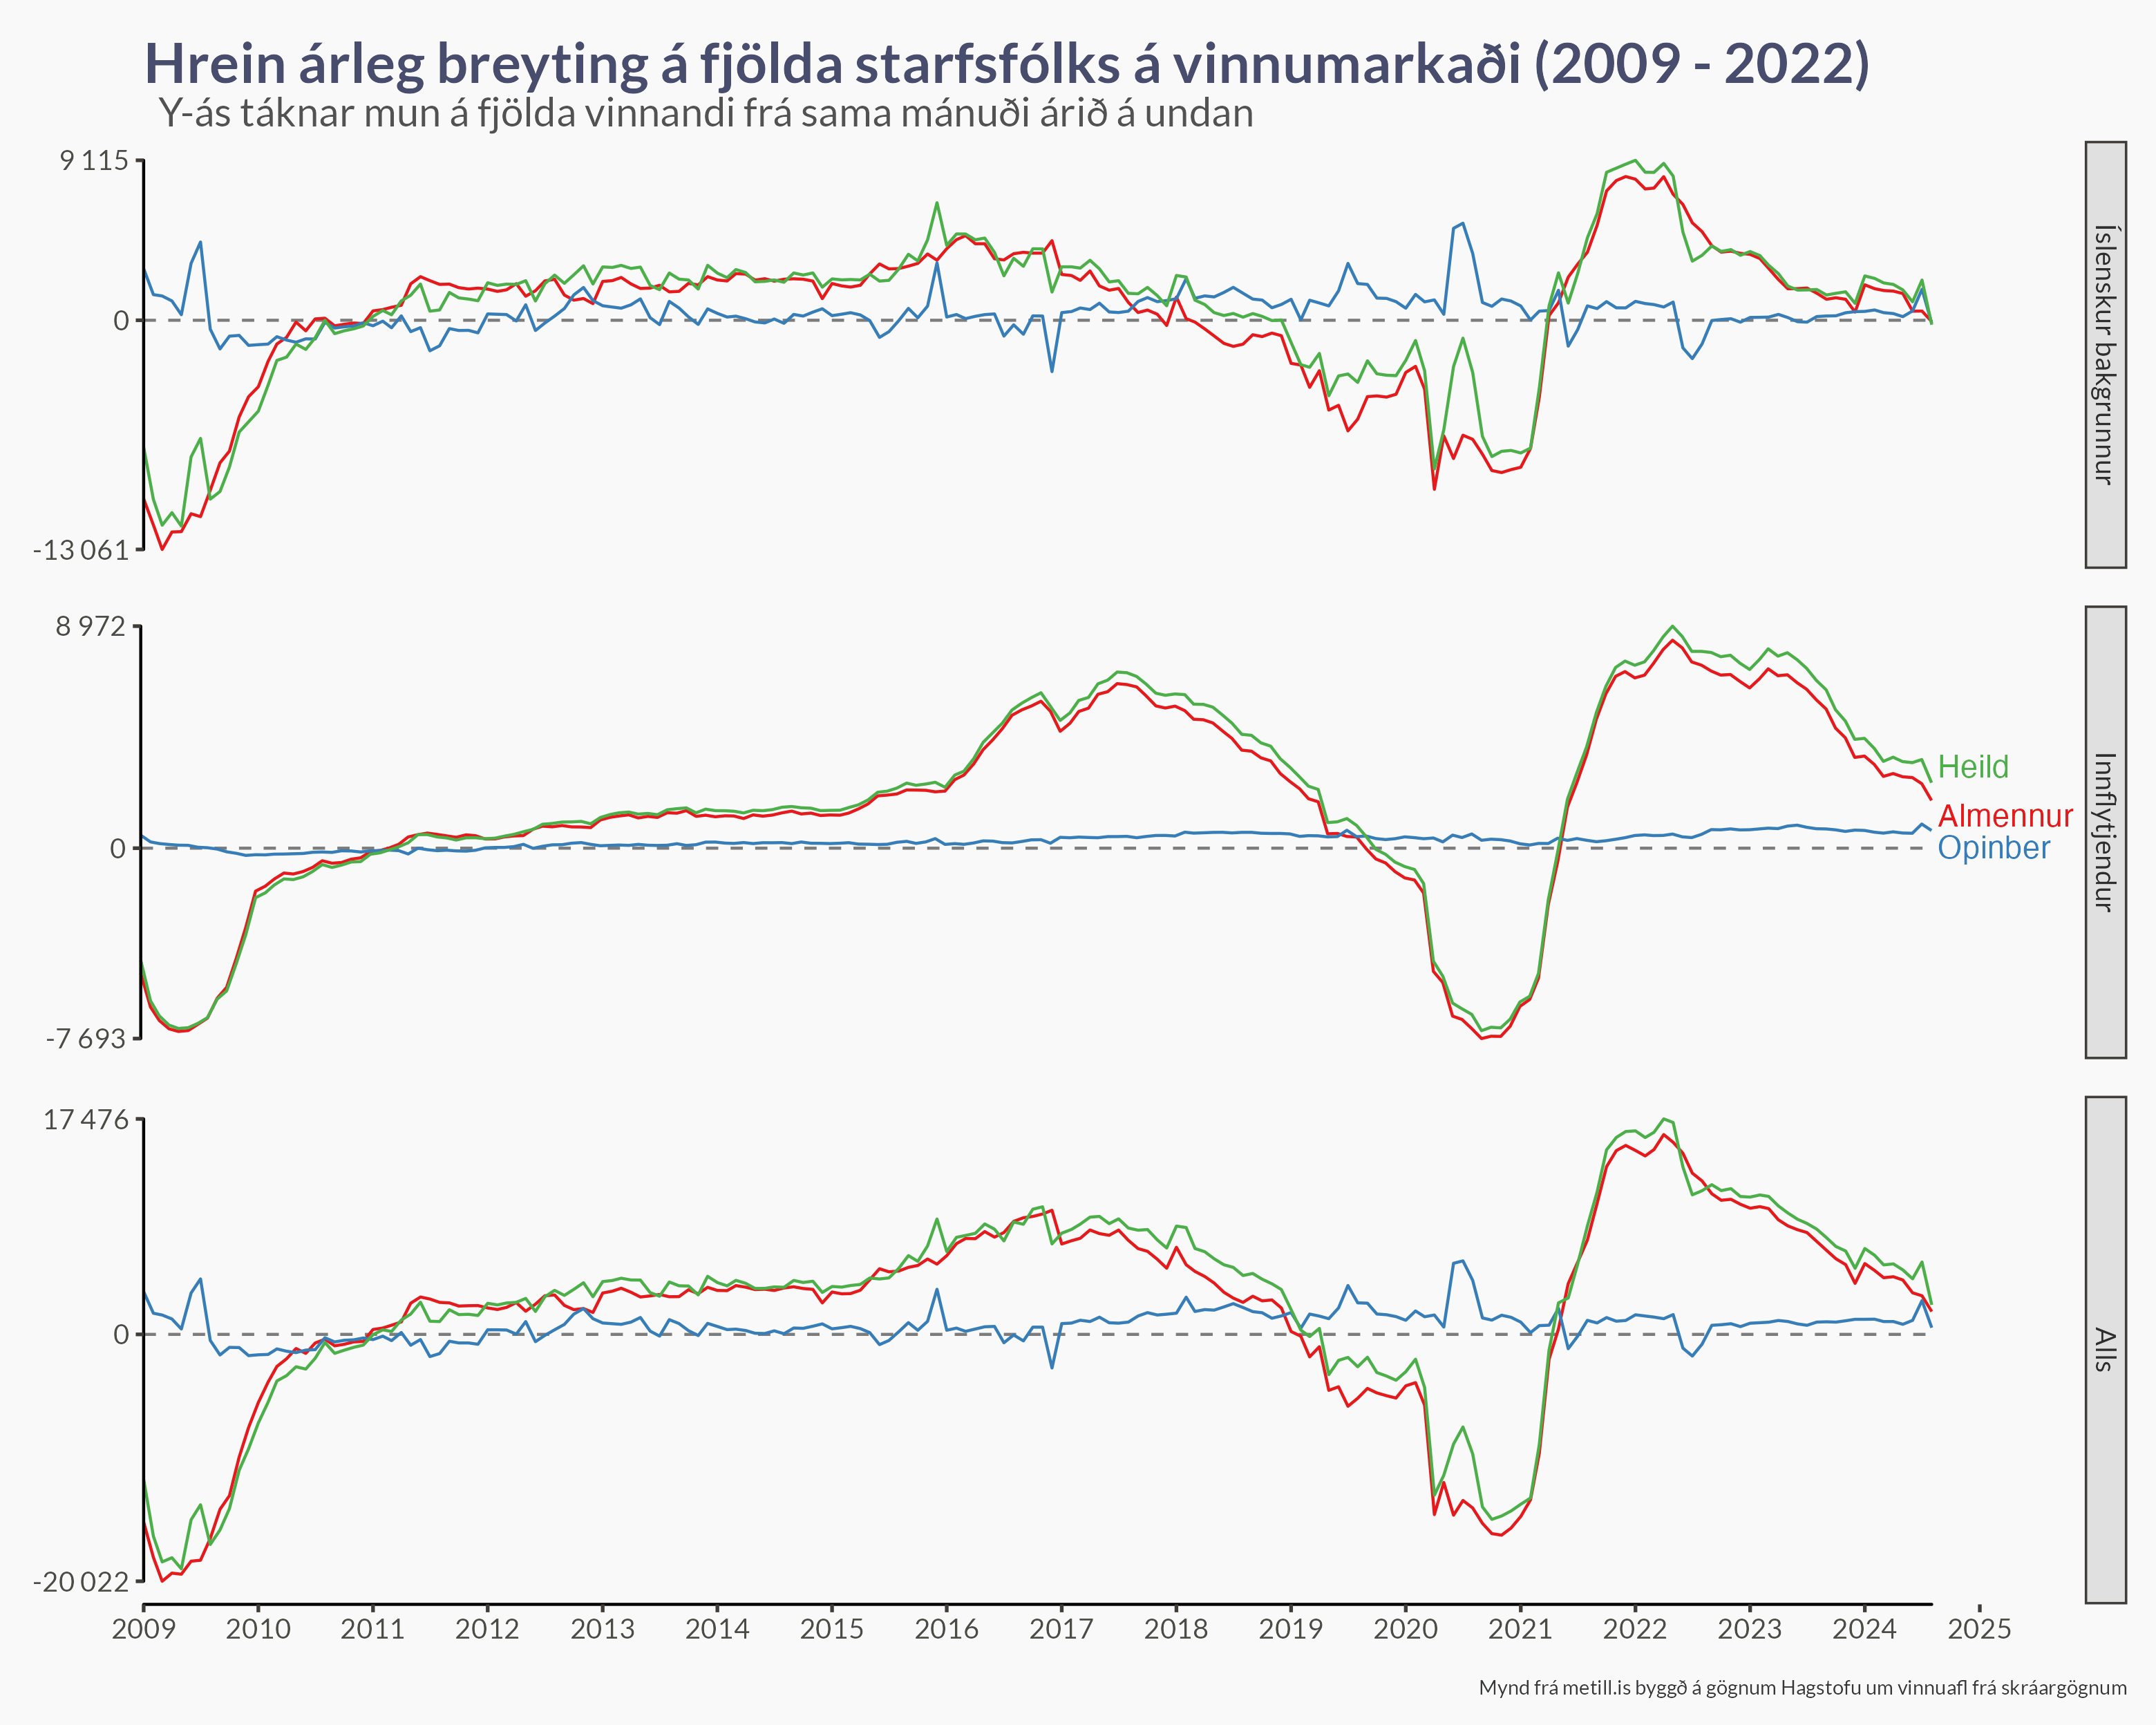 Hrein árleg breyting á fjölda starfsfólks á vinnumarkaði (2009 - 2022)
Y-ás táknar mun á fjölda vinnandi frá sama mánuði árið á undan
9 115
0
-13 061
Íslenskur bakgrunnur
8 972
0
-7 693
Heild
Almennur
Opinber
Innflytjendur
17 476
0
-20 022
Alls
2009 2010 2011 2012 2013 2014 2015 2016 2017 2018 2019 2020 2021 2022 2023 2024 2025
Mynd frá metill.is byggð á gögnum Hagstofu um vinnuafl frá skráargögnum